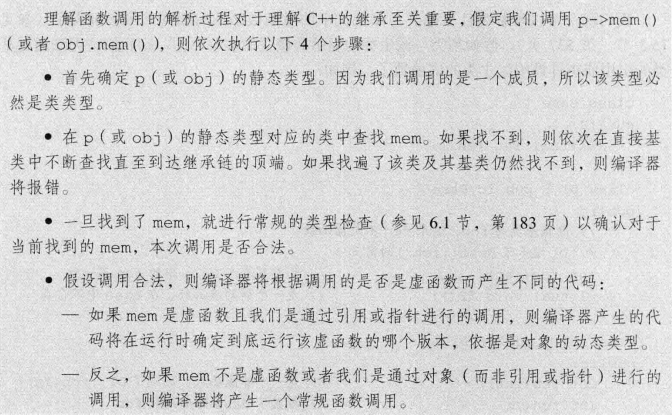 理解函数调用的解析过程对于理解 C++的继承至关重要，假定我们调用 p->mem()
（或者 obj.mem()），则依次执行以下 4 个步骤：
● 首先确定 p（或 obj）的静态类型。因为我们调用的是一个成员，所以该类型必
然是类类型。
● 在 p（或 obj）的静态类型对应的类中查找 mem。如果找不到，则依次在直接基
类中不断查找直至到达继承链的顶端。如果找遍了该类及其基类仍然找不到，则编译器
将报错。
● 一旦找到了 mem，就进行常规的类型检查（参见 6.1 节，第 183 页）以确认对于
当前找到的 mem，本次调用是否合法。
● 假设调用合法，则编译器将根据调用的是否是虚函数而产生不同的代码：
— 如果 mem 是虚函数且我们是通过引用或指针进行的调用，则编译器产生的代
码将在运行时确定到底运行该虚函数的哪个版本，依据是对象的动态类型。
— 反之，如果 mem 不是虚函数或者我们是通过对象（而非引用或指针）进行的
调用，则编译器将产生一个常规函数调用。